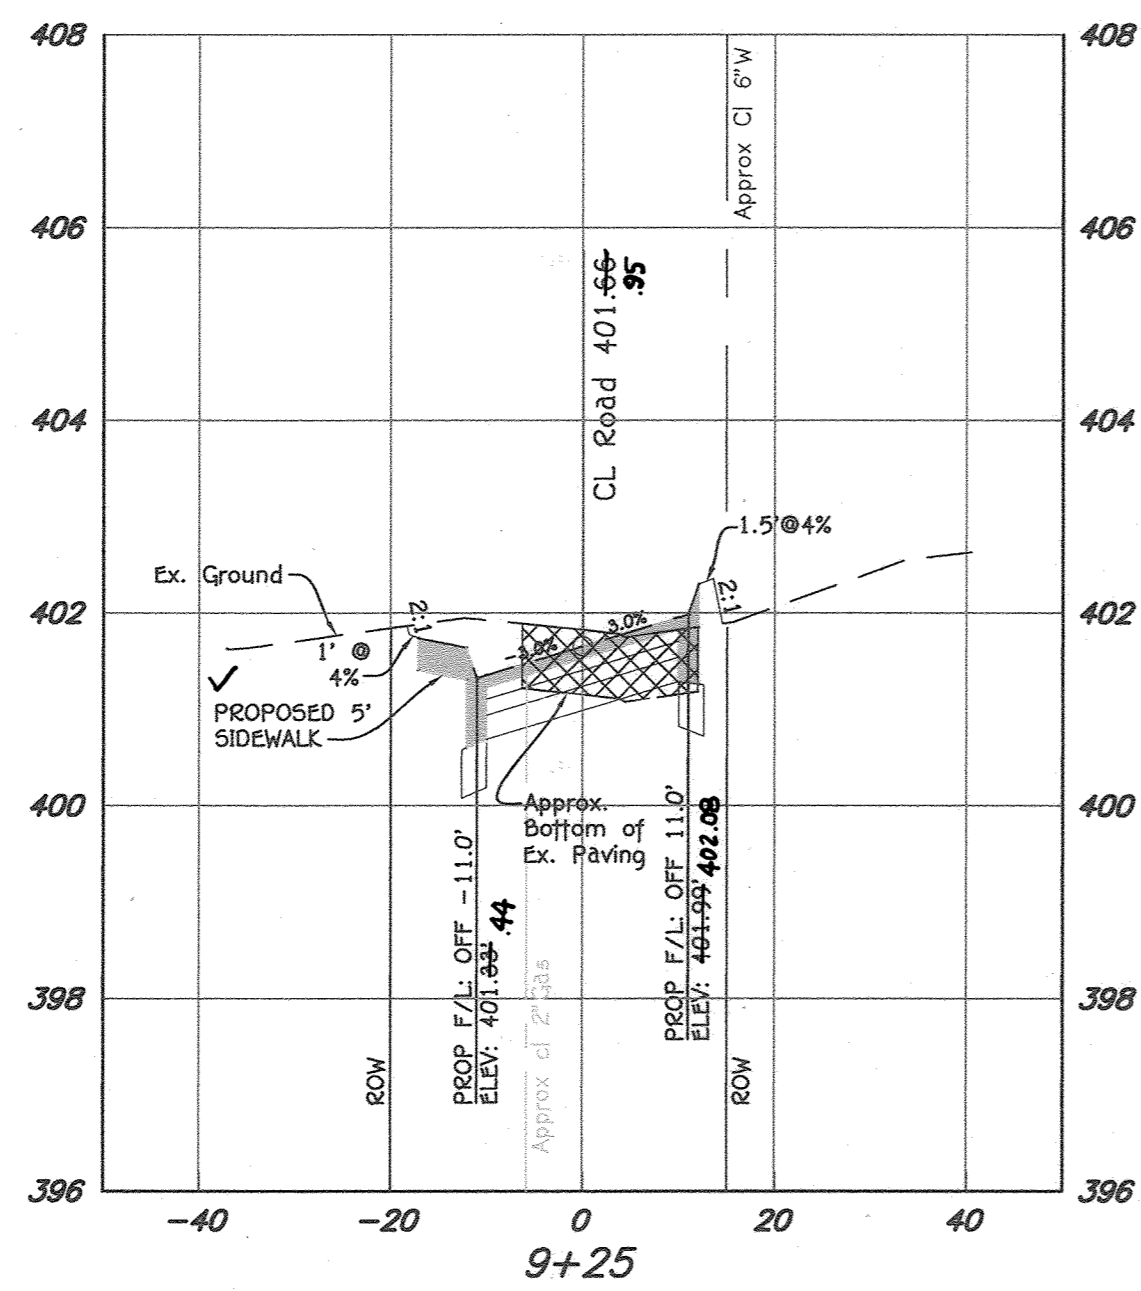 408
408
406
406
404
404
402
402
400
400
398
398
396
396
-40
-20
0
20
40
9+25
Approx Cl 6"W
CL Road 401.66
.95
1.5'@4%
Ex. Ground
2:1
2:1
3.0%
-3.0%
1' @
4%
PROPOSED 5'
SIDEWALK
Approx.
Bottom of
Ex. Paving
PROP F/L: OFF -11.0'
ELEV: 401.33'
.44
PROP F/L: OFF 11.0'
ELEV: 401.99'
402.08
Approx cl 2" Gas
ROW
ROW